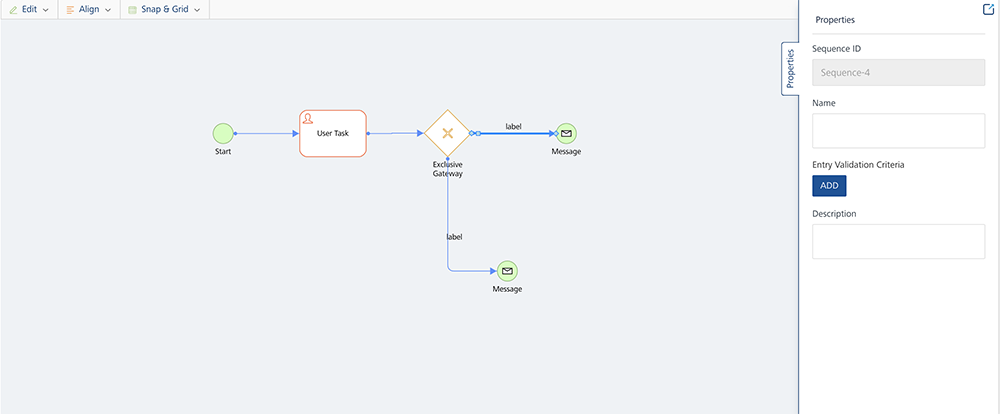 Edit
Align
Snap & Grid
Properties
Properties
Sequence ID
Sequence-4
Name
Entry Validation Criteria
ADD
Description
Start
User Task
Exclusive
Gateway
label
Message
label
Message